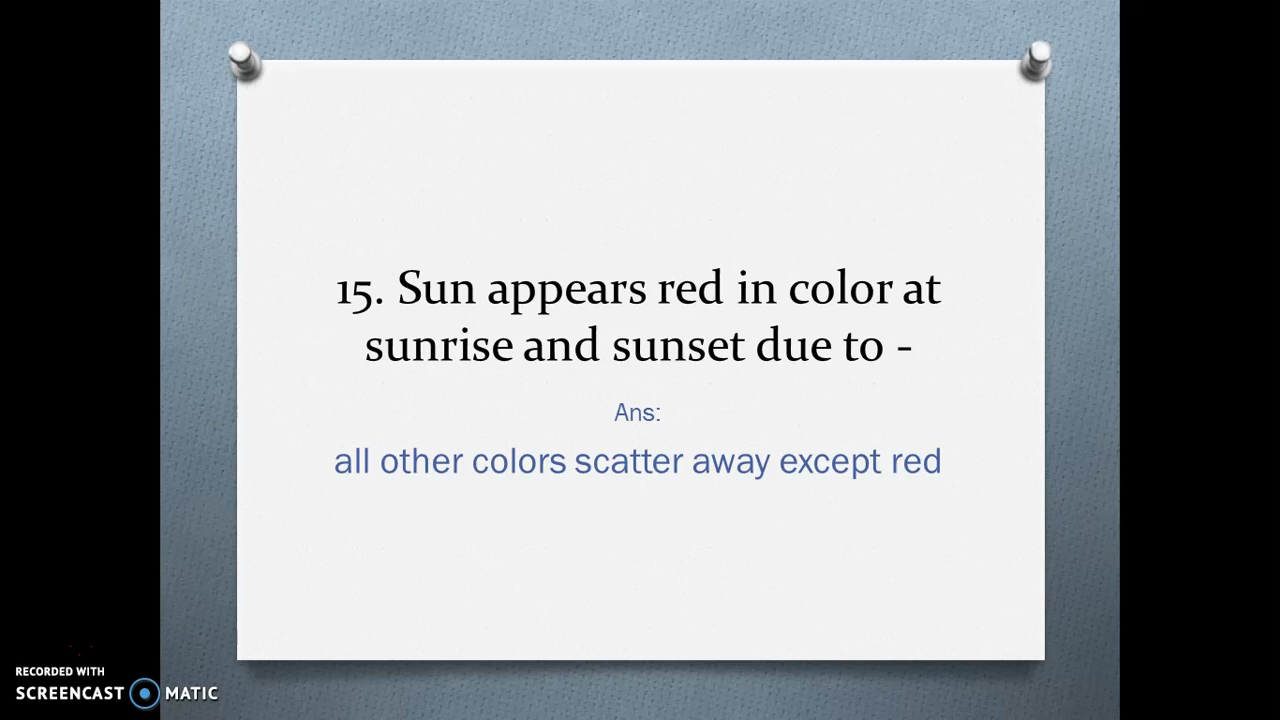 15. Sun appears red in color at
sunrise and sunset due to -
Ans:
all other colors scatter away except red
RECORDED WITH
SCREENCAST MATIC